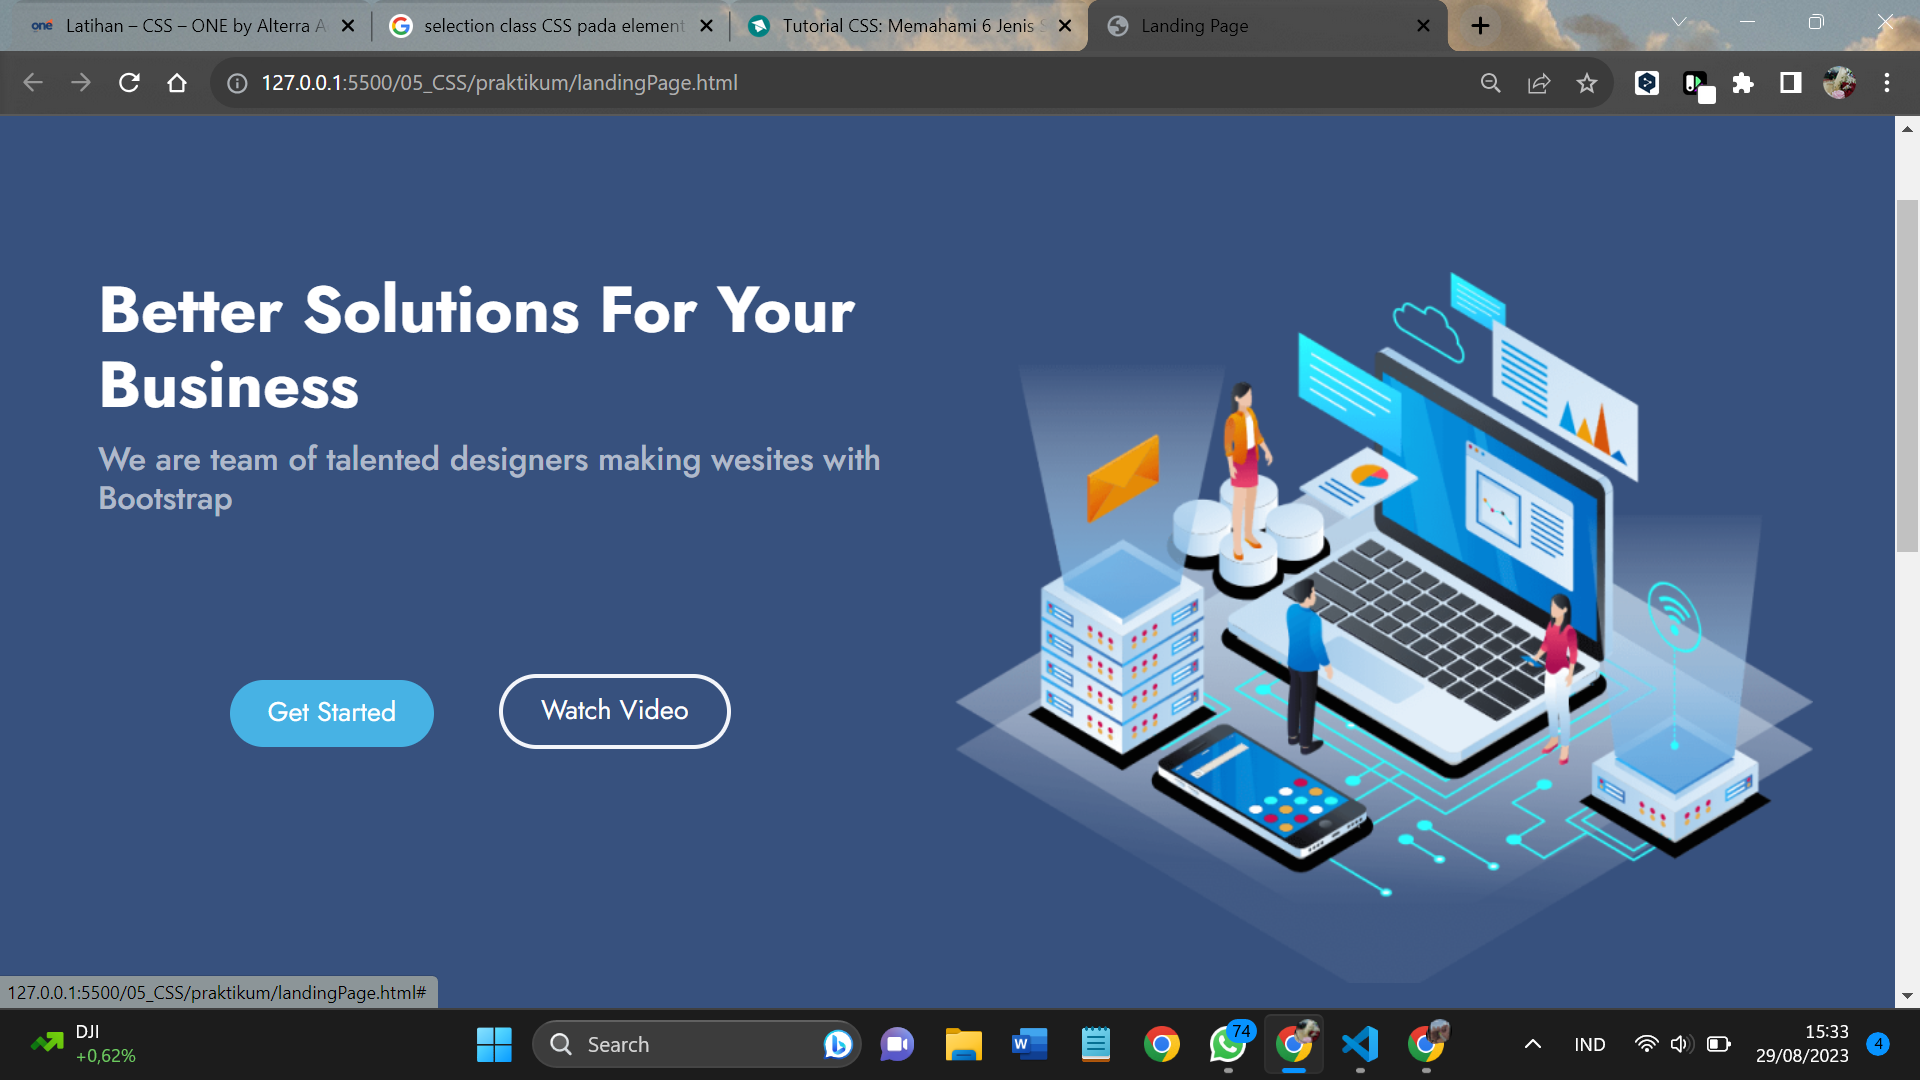 one Latihan – CSS – ONE by Alterra A
selection class CSS pada element
Tutorial CSS: Memahami 6 Jenis S
Landing Page
127.0.0.1:5500/05_CSS/praktikum/landingPage.html
Better Solutions For Your
Business
We are team of talented designers making wesites with
Bootstrap
Get Started
Watch Video
127.0.0.1:5500/05_CSS/praktikum/landingPage.html#
DJI
+0,62%
Search
W
74
IND
15:33
29/08/2023
4